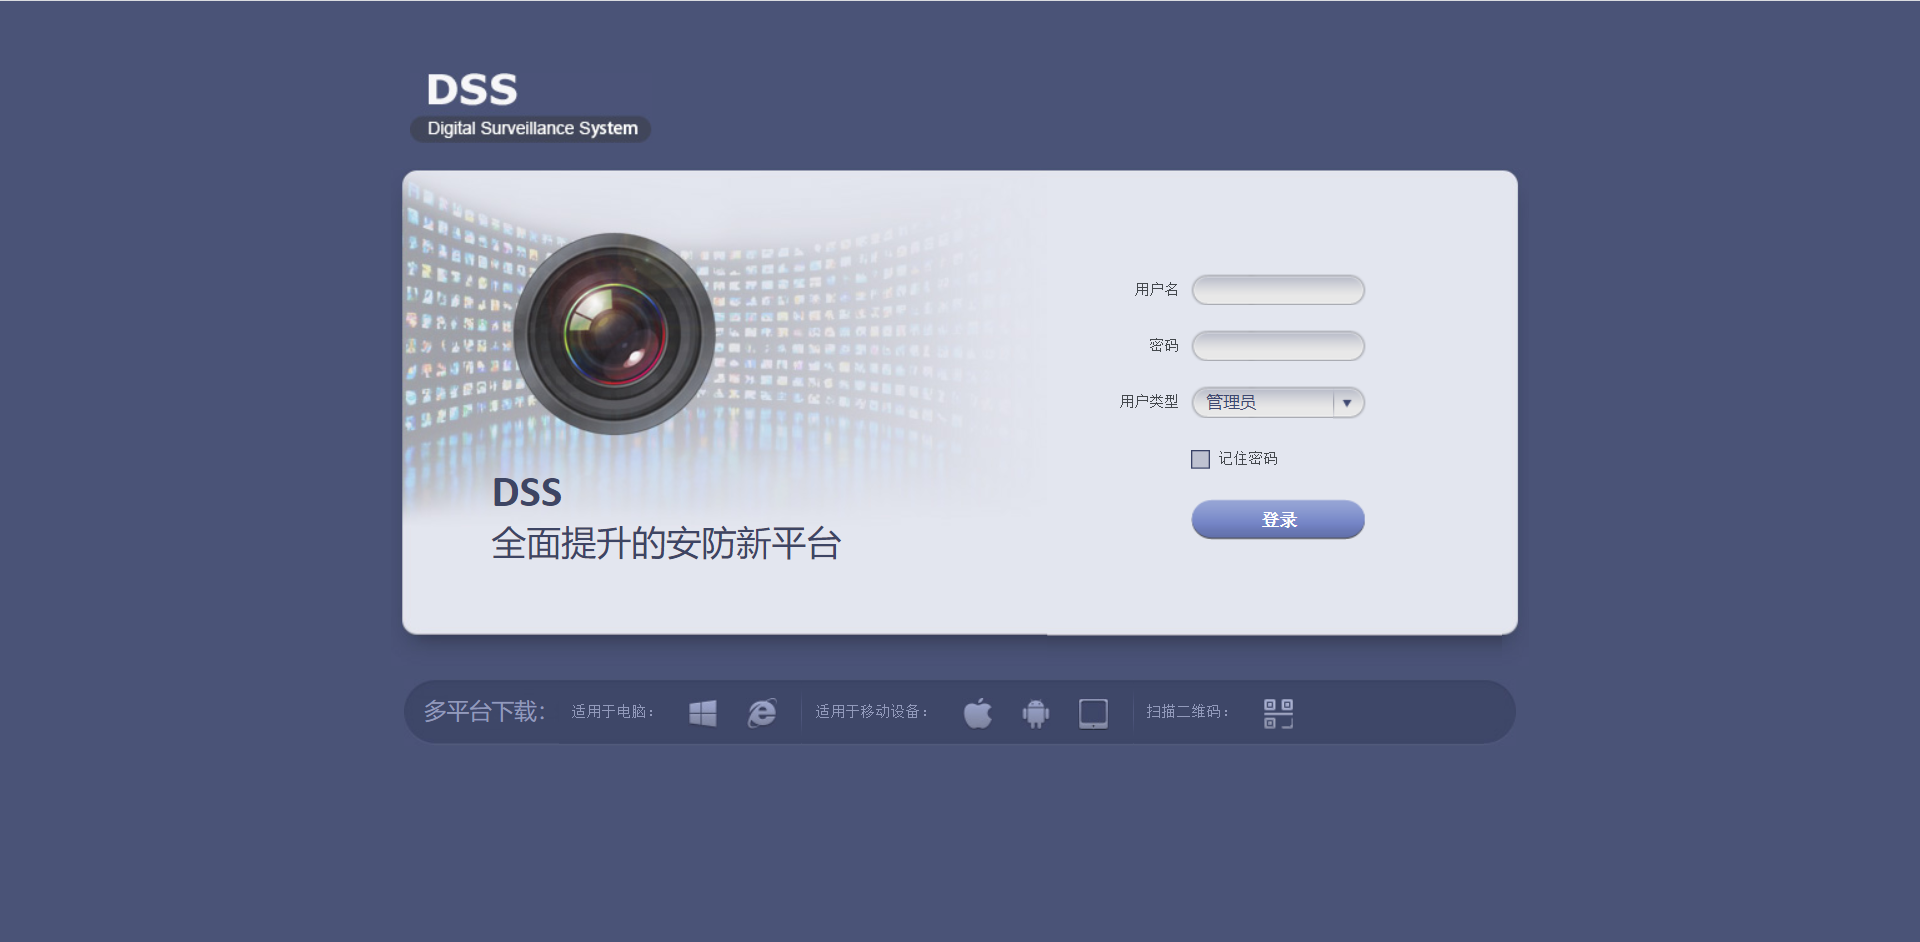 DSS
Digital Surveillance System
用户名
密码
用户类型 管理员
记住密码
登录
DSS
全面提升的安防新平台
多平台下载： 适用于电脑： 适用于移动设备： 扫描二维码：